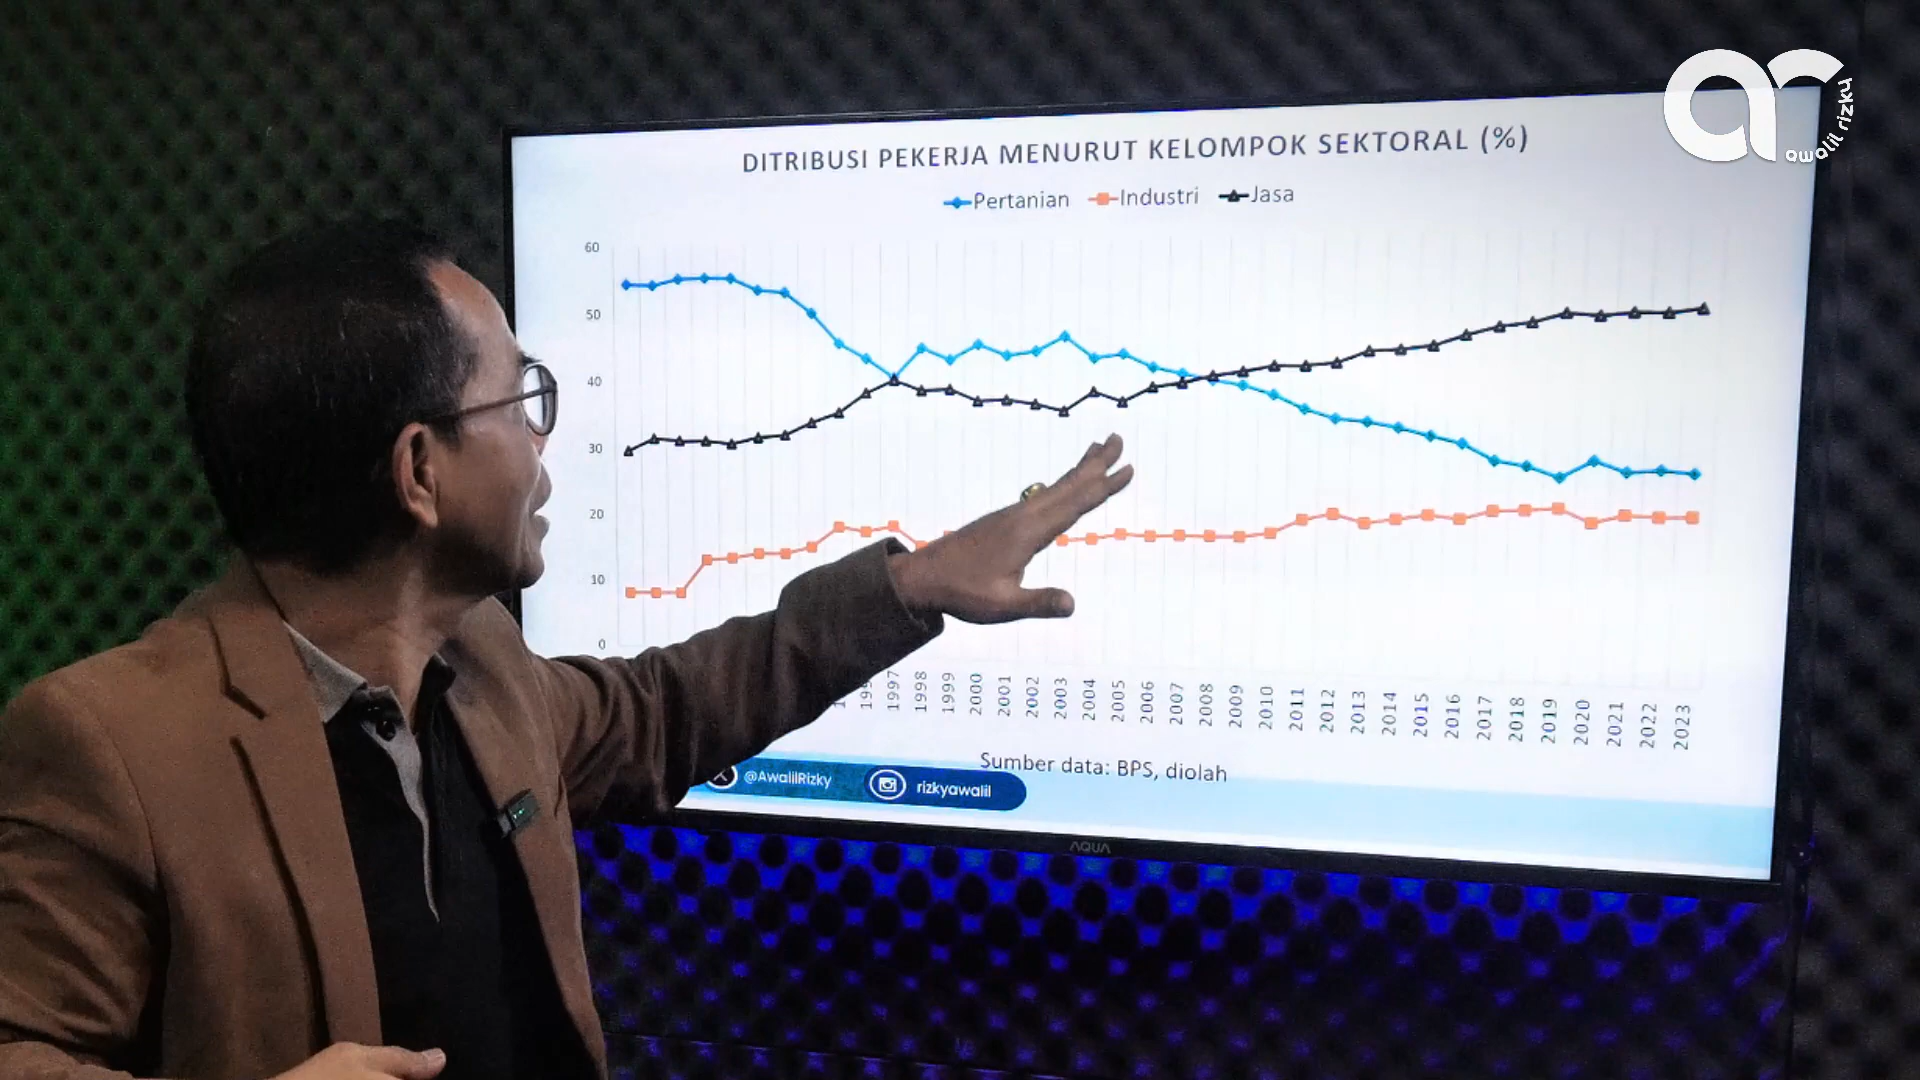 ar
awalil rizky
DITRIBUSI PEKERJA MENURUT KELOMPOK SEKTORAL (%)
Pertanian Industri Jasa
60
50
40
30
20
10
0
1997 1998 1999 2000 2001 2002 2003 2004 2005 2006 2007 2008 2009 2010 2011 2012 2013 2014 2015 2016 2017 2018 2019 2020 2021 2022 2023
Sumber data: BPS, diolah
@AwalilRizky rizkyawalil
AQUA